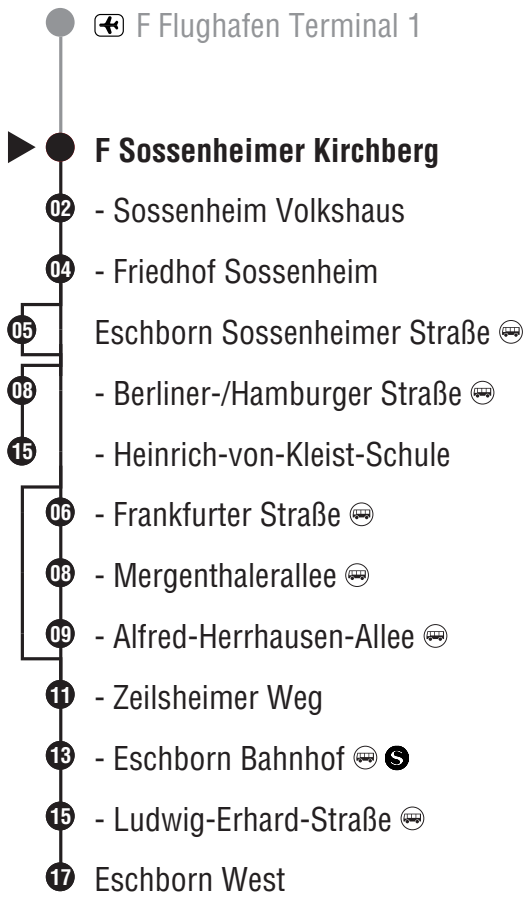 F Flughafen Terminal 1
F Sossenheimer Kirchberg
02 - Sossenheim Volkshaus
04 - Friedhof Sossenheim
05 Eschborn Sossenheimer Straße
08 - Berliner-/Hamburger Straße
15 - Heinrich-von-Kleist-Schule
06 - Frankfurter Straße
08 - Mergenthalerallee
09 - Alfred-Herrhausen-Allee
11 - Zeilsheimer Weg
13 - Eschborn Bahnhof S
15 - Ludwig-Erhard-Straße
17 Eschborn West